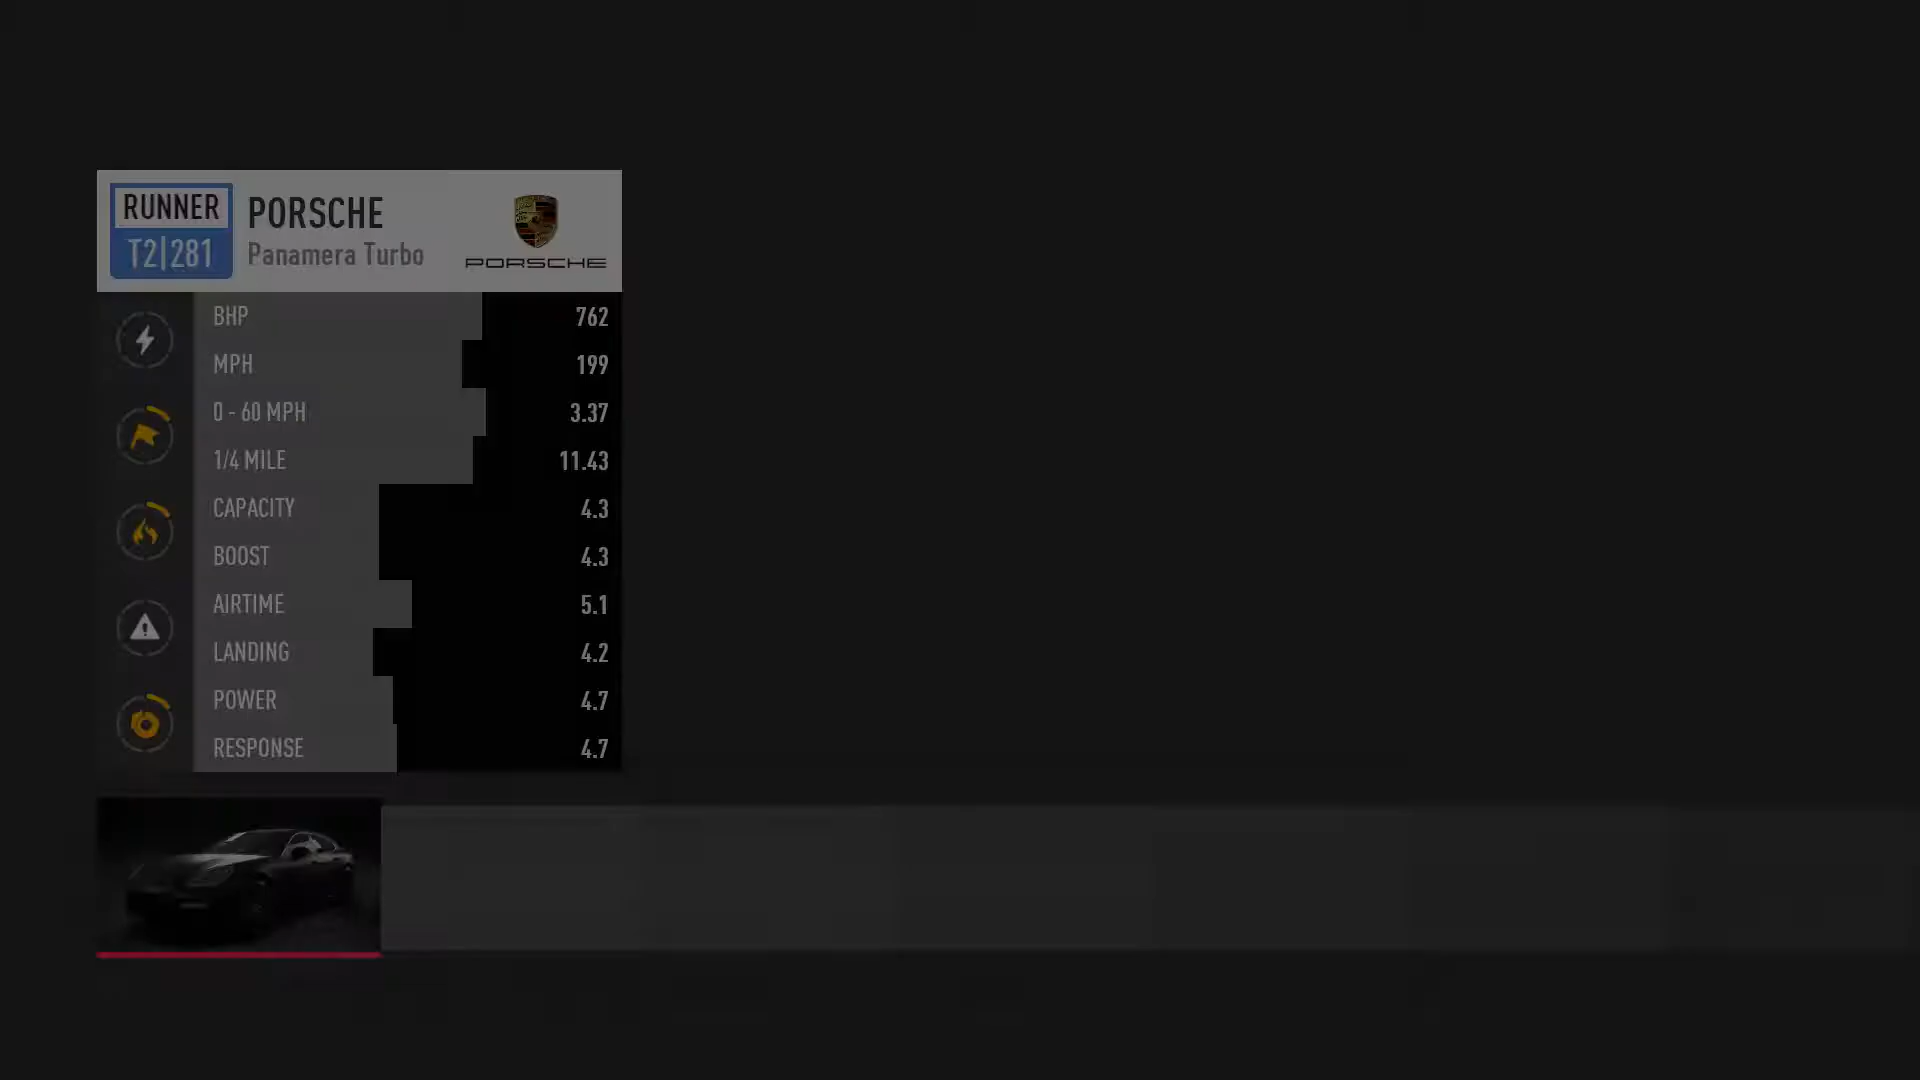 RUNNER
T2|281
PORSCHE
Panamera Turbo
PORSCHE
BHP 762
MPH 199
0 - 60 MPH 3.37
1/4 MILE 11.43
CAPACITY 4.3
BOOST 4.3
AIRTIME 5.1
LANDING 4.2
POWER 4.7
RESPONSE 4.7